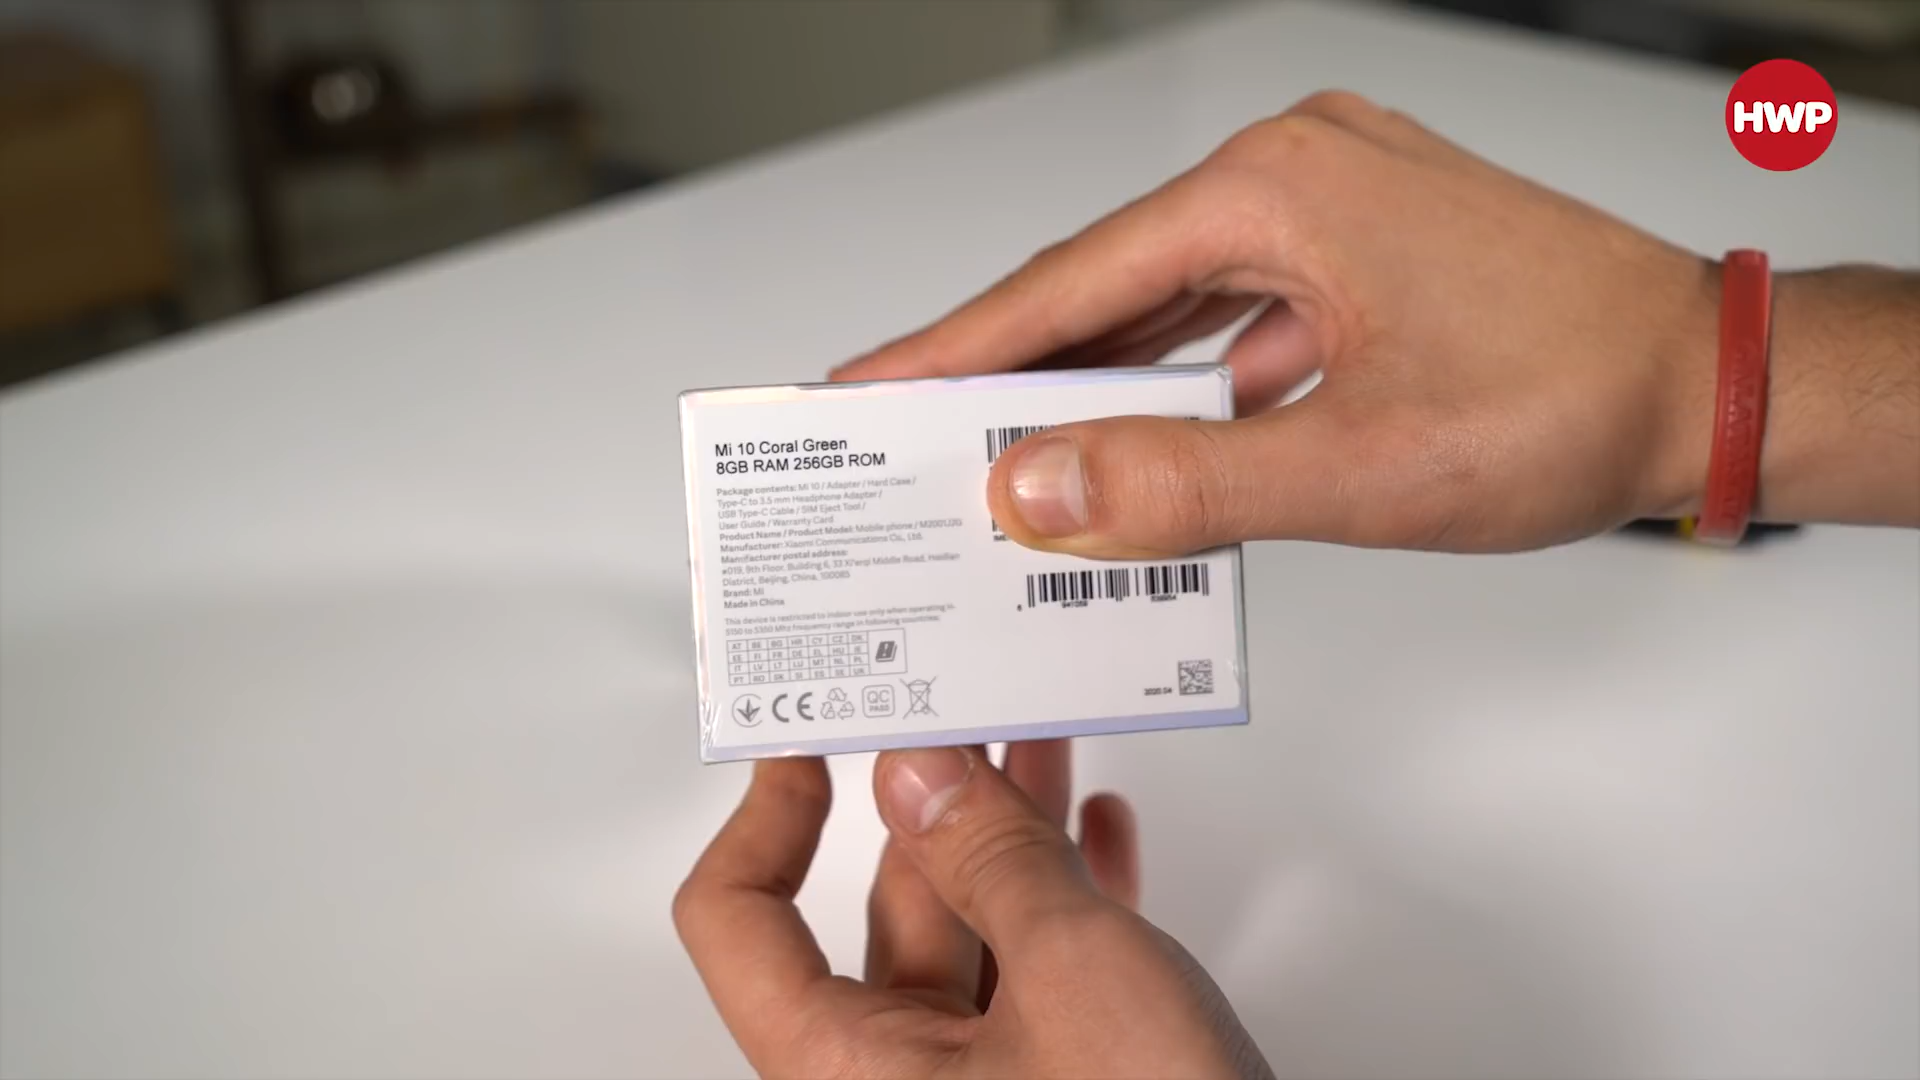 HWP
Mi 10 Coral Green
8GB RAM 256GB ROM
Package contents: Mi 10 / Adapter / Hard Case /
Type-C to 3.5 mm Headphone Adapter /
USB Type-C Cable / SIM Eject Tool /
User Guide / Warranty Card
Product Name / Product Model: Mobile phone / M2001J2G
Manufacturer: Xiaomi Communications Co., Ltd.
Manufacturer postal address:
#019, 9th Floor, Building 6, 33 Xi'erqi Middle Road, Haidian
District, Beijing, China, 100085
Brand: MI
Made in China
This device is restricted to indoor use only when operating in
5150 to 5350 Mhz frequency range in following countries:
AT BE BG HR CY CZ DK
EE FI FR DE EL HU IE
IT LV LT LU MT NL PL
PT RO SK SI ES SE UK
CE
QC
PASS
6 941059
2020.04